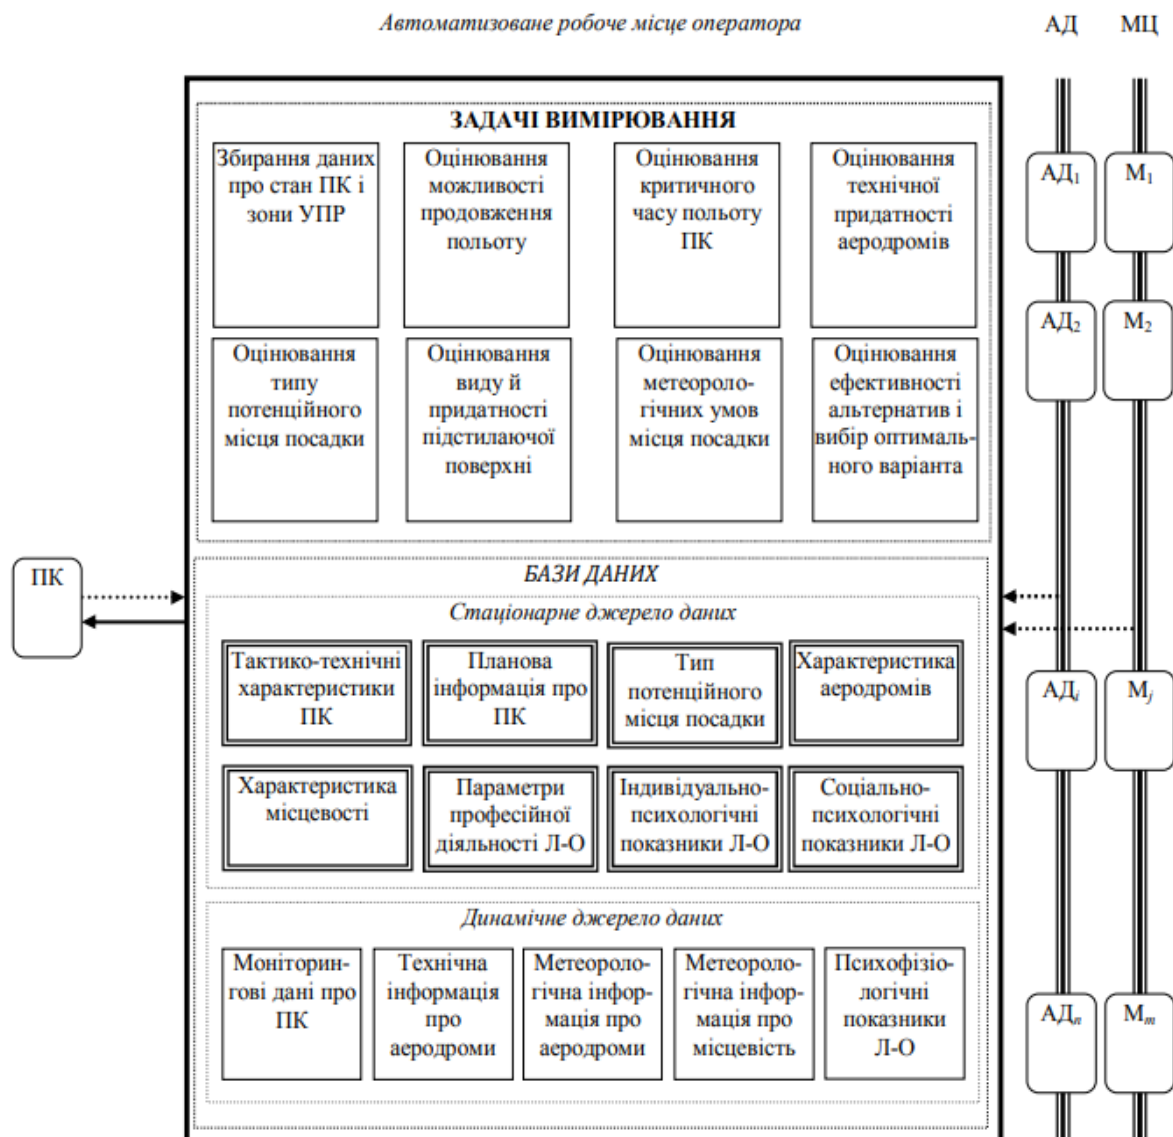 Автоматизоване робоче місце оператора
АД
МЦ
ЗАДАЧІ ВИМІРЮВАННЯ
Збирання даних
про стан ПК і
зони УПР
Оцінювання
можливості
продовження
польоту
Оцінювання
критичного
часу польоту
ПК
Оцінювання
технічної
придатності
аеродромів
АД₁
М₁
Оцінювання
типу
потенційного
місця посадки
Оцінювання
виду й
придатності
підстилаючої
поверхні
Оцінювання
метеороло-
гічних умов
місця посадки
Оцінювання
ефективності
альтернатив і
вибір оптималь-
ного варіанта
АД₂
М₂
ПК
БАЗИ ДАНИХ
Стаціонарне джерело даних
Тактико-технічні
характеристики
ПК
Планова
інформація про
ПК
Тип
потенційного
місця посадки
Характеристика
аеродромів
АДᵢ
Мⱼ
Характеристика
місцевості
Параметри
професійної
діяльності Л-О
Індивідуально-
психологічні
показники Л-О
Соціально-
психологічні
показники Л-О
Динамічне джерело даних
Моніторин-
гові дані про
ПК
Технічна
інформація
про
аеродроми
Метеороло-
гічна інфор-
мація про
аеродроми
Метеороло-
гічна інфор-
мація про
місцевість
Психофізіо-
логічні
показники
Л-О
АДₙ
Мₘ